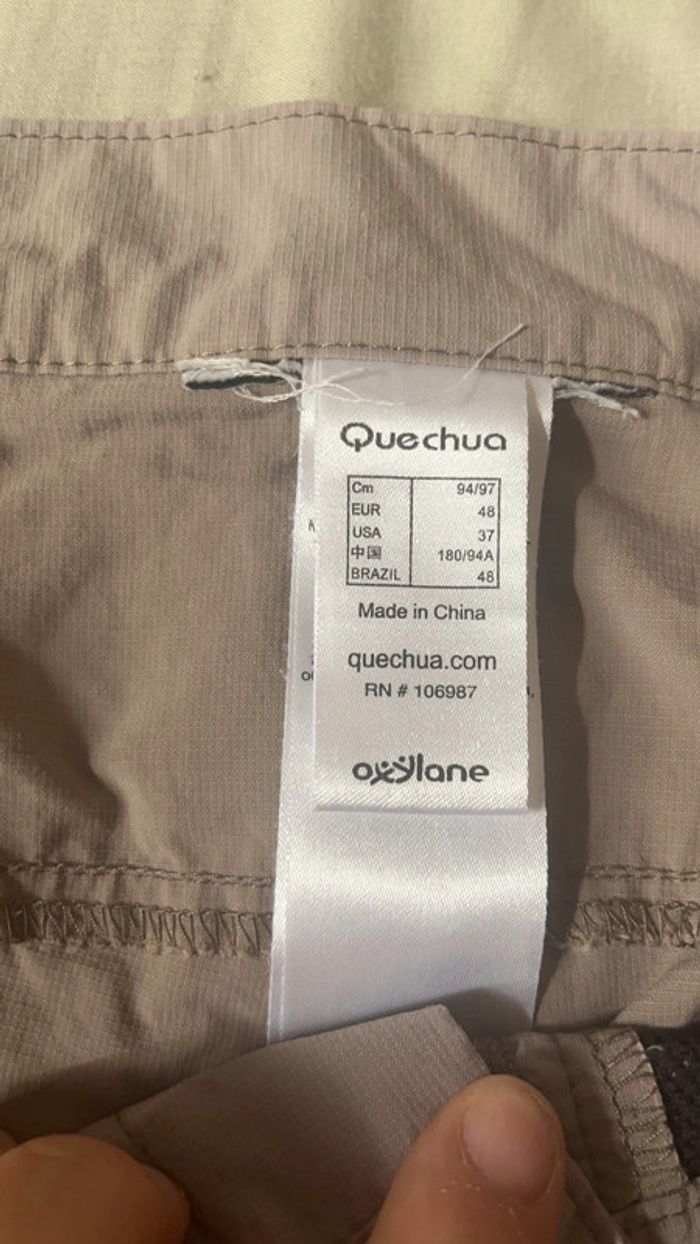 Quechua
Cm 94/97
EUR 48
USA 37
中国 180/94A
BRAZIL 48
Made in China
quechua.com
RN # 106987
oxylane